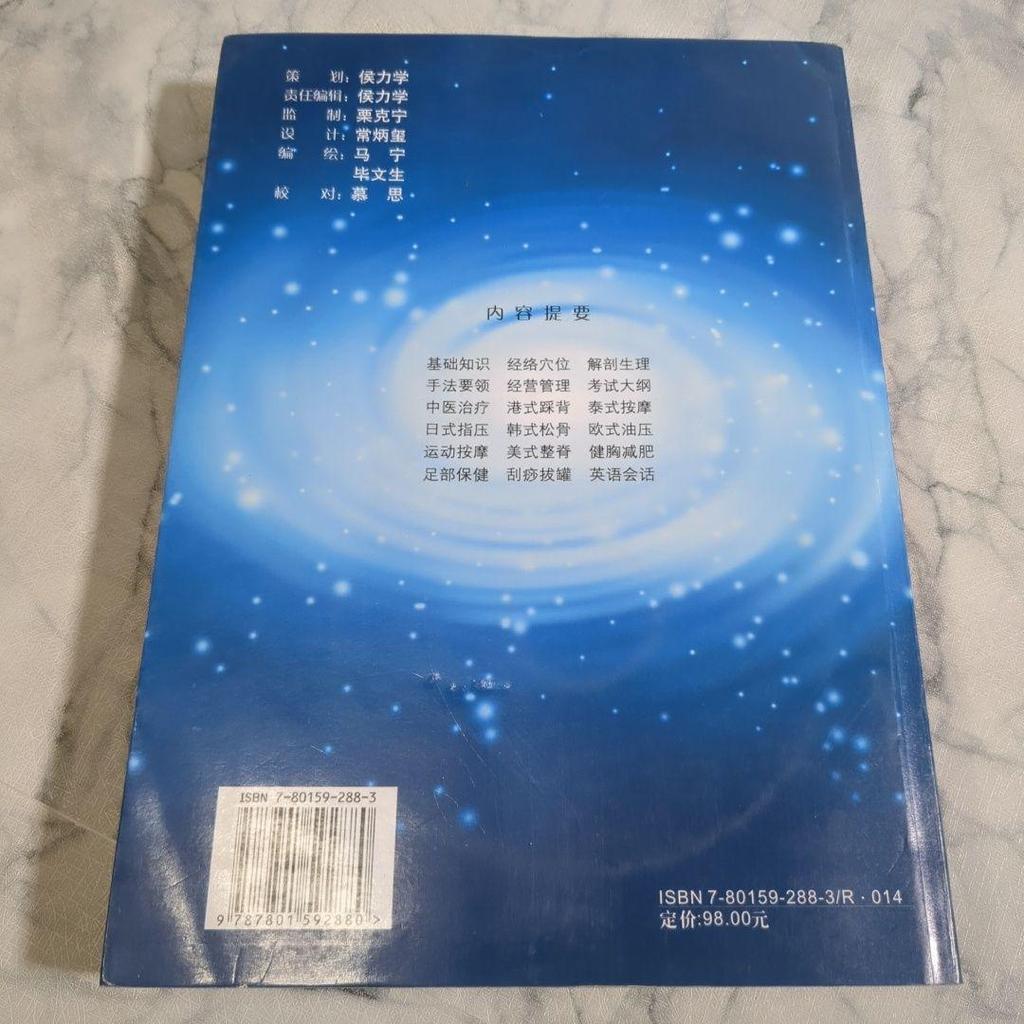 策 划：侯力学
责任编辑：侯力学
监 制：栗克宁
设 计：常炳玺
编 绘：马 宁
毕文生
校 对：慕 思
内容提要
基础知识 经络穴位 解剖生理
手法要领 经营管理 考试大纲
中医治疗 港式踩背 泰式按摩
日式指压 韩式松骨 欧式油压
运动按摩 美式整脊 健胸减肥
足部保健 刮痧拔罐 英语会话
ISBN 7-80159-288-3
9 787801 592880 >
ISBN 7-80159-288-3/R · 014
定价:98.00元